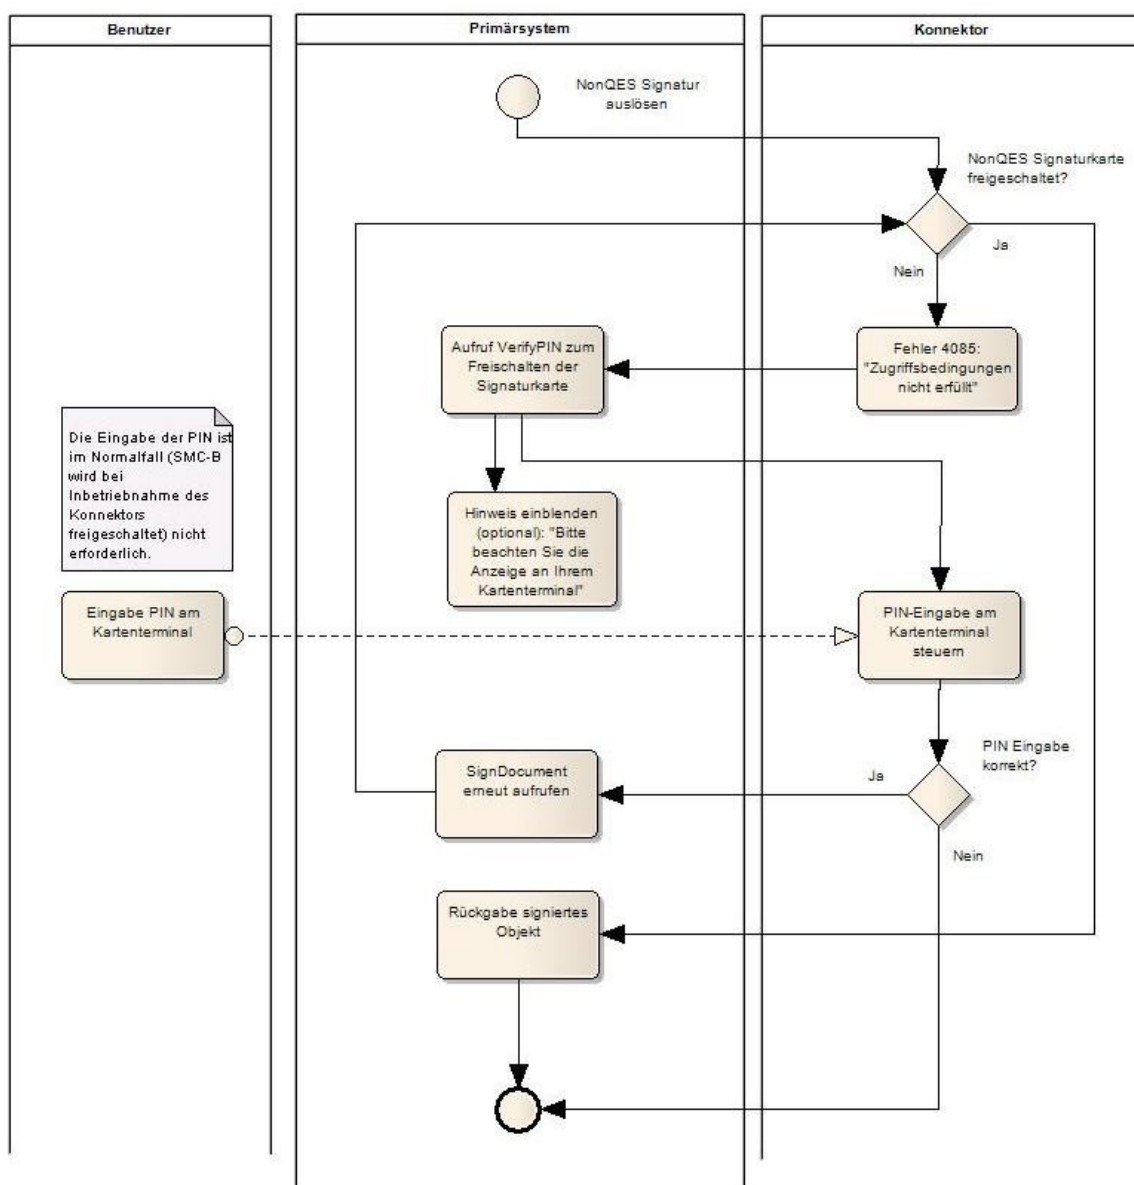 Benutzer
Primärsystem
Konnektor
NonQES Signatur
auslösen
NonQES Signaturkarte
freigeschaltet?
Ja
Nein
Aufruf VerifyPIN zum
Freischalten der
Signaturkarte
Fehler 4085:
"Zugriffsbedingungen
nicht erfüllt"
Die Eingabe der PIN ist
im Normalfall (SMC-B
wird bei
Inbetriebnahme des
Konnektors
freigeschaltet) nicht
erforderlich.
Hinweis einblenden
(optional): "Bitte
beachten Sie die
Anzeige an Ihrem
Kartenterminal"
Eingabe PIN am
Kartenterminal
PIN-Eingabe am
Kartenterminal
steuern
PIN Eingabe
korrekt?
Ja
SignDocument
erneut aufrufen
Nein
Rückgabe signiertes
Objekt